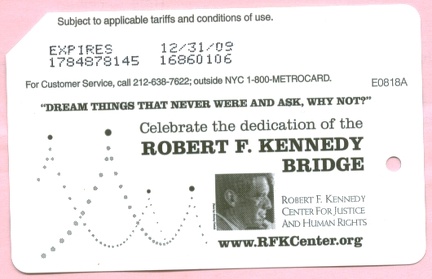 Subject to applicable tariffs and conditions of use.
EXPIRES 12/31/09
1784878145 16860106
For Customer Service, call 212-638-7622; outside NYC 1-800-METROCARD. E0818A
"DREAM THINGS THAT NEVER WERE AND ASK, WHY NOT?"
Celebrate the dedication of the
ROBERT F. KENNEDY
BRIDGE
ROBERT F. KENNEDY
CENTER FOR JUSTICE
AND HUMAN RIGHTS
www.RFKCenter.org